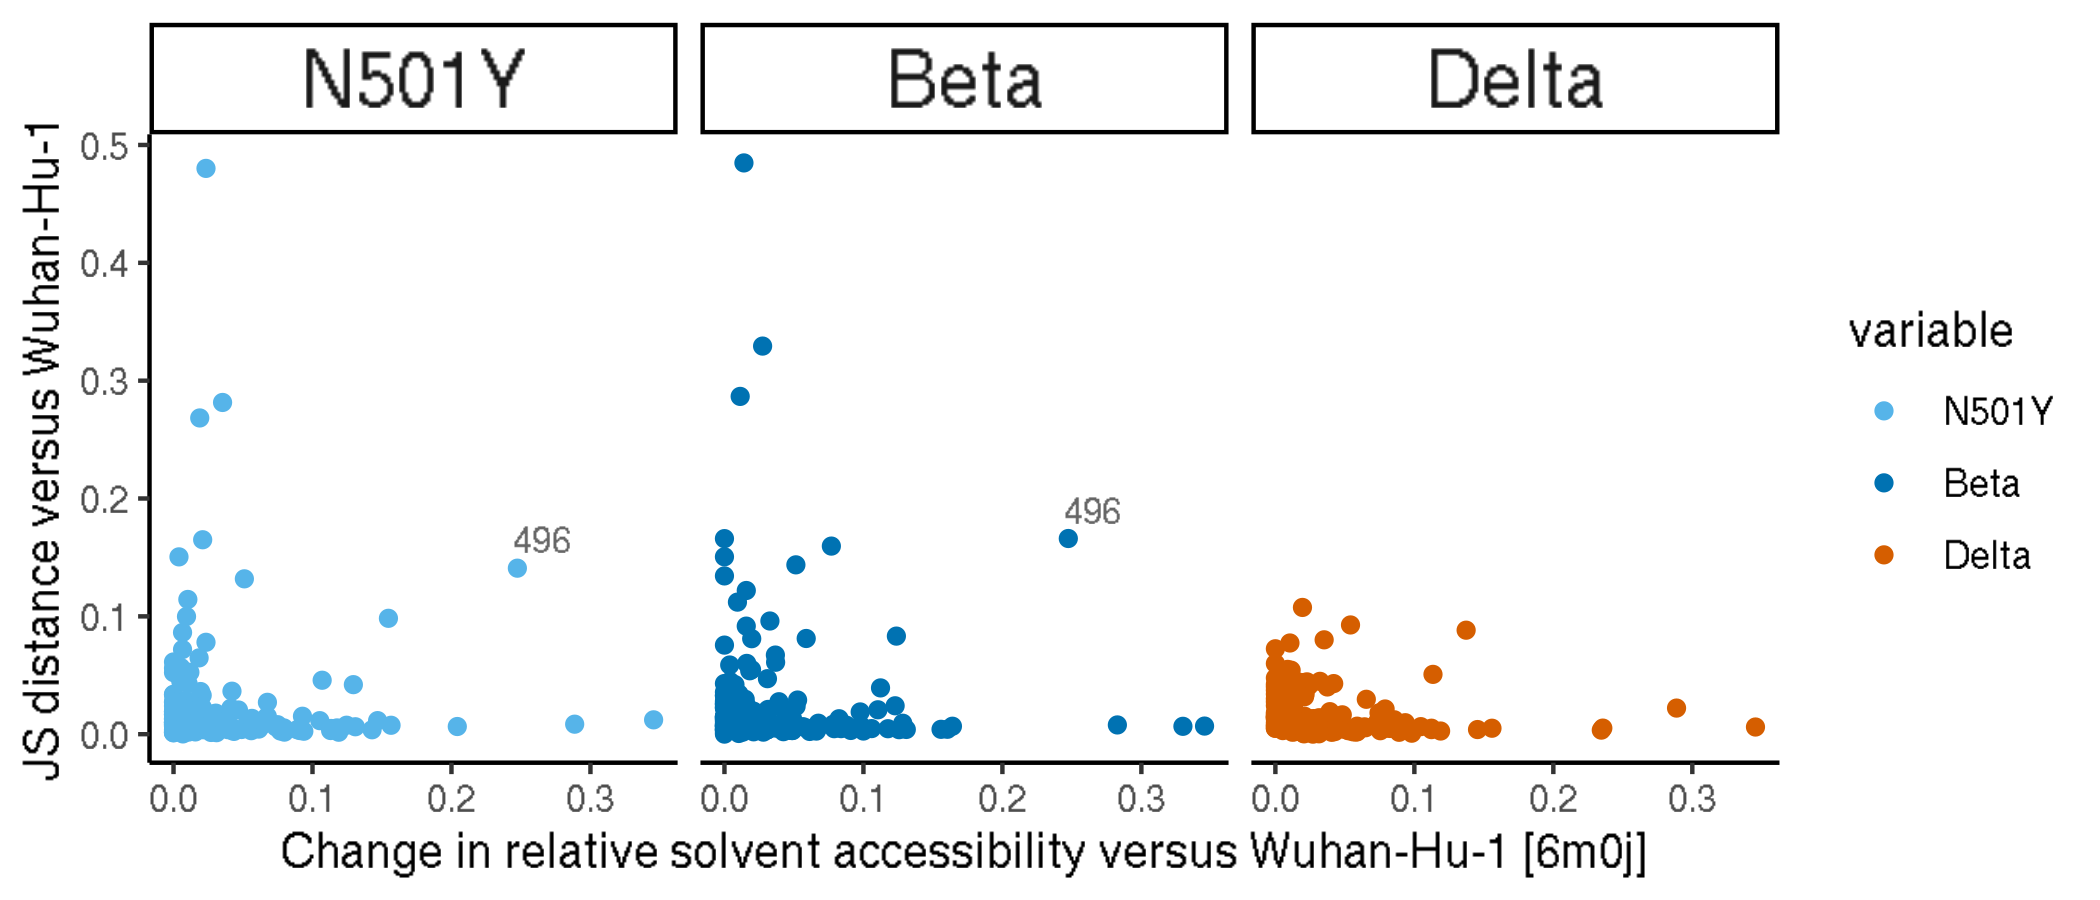 N501Y
Beta
Delta
JS distance versus Wuhan-Hu-1
0.5
0.4
0.3
0.2
0.1
0.0
496
496
0.0 0.1 0.2 0.3
0.0 0.1 0.2 0.3
0.0 0.1 0.2 0.3
Change in relative solvent accessibility versus Wuhan-Hu-1 [6m0j]
variable
N501Y
Beta
Delta